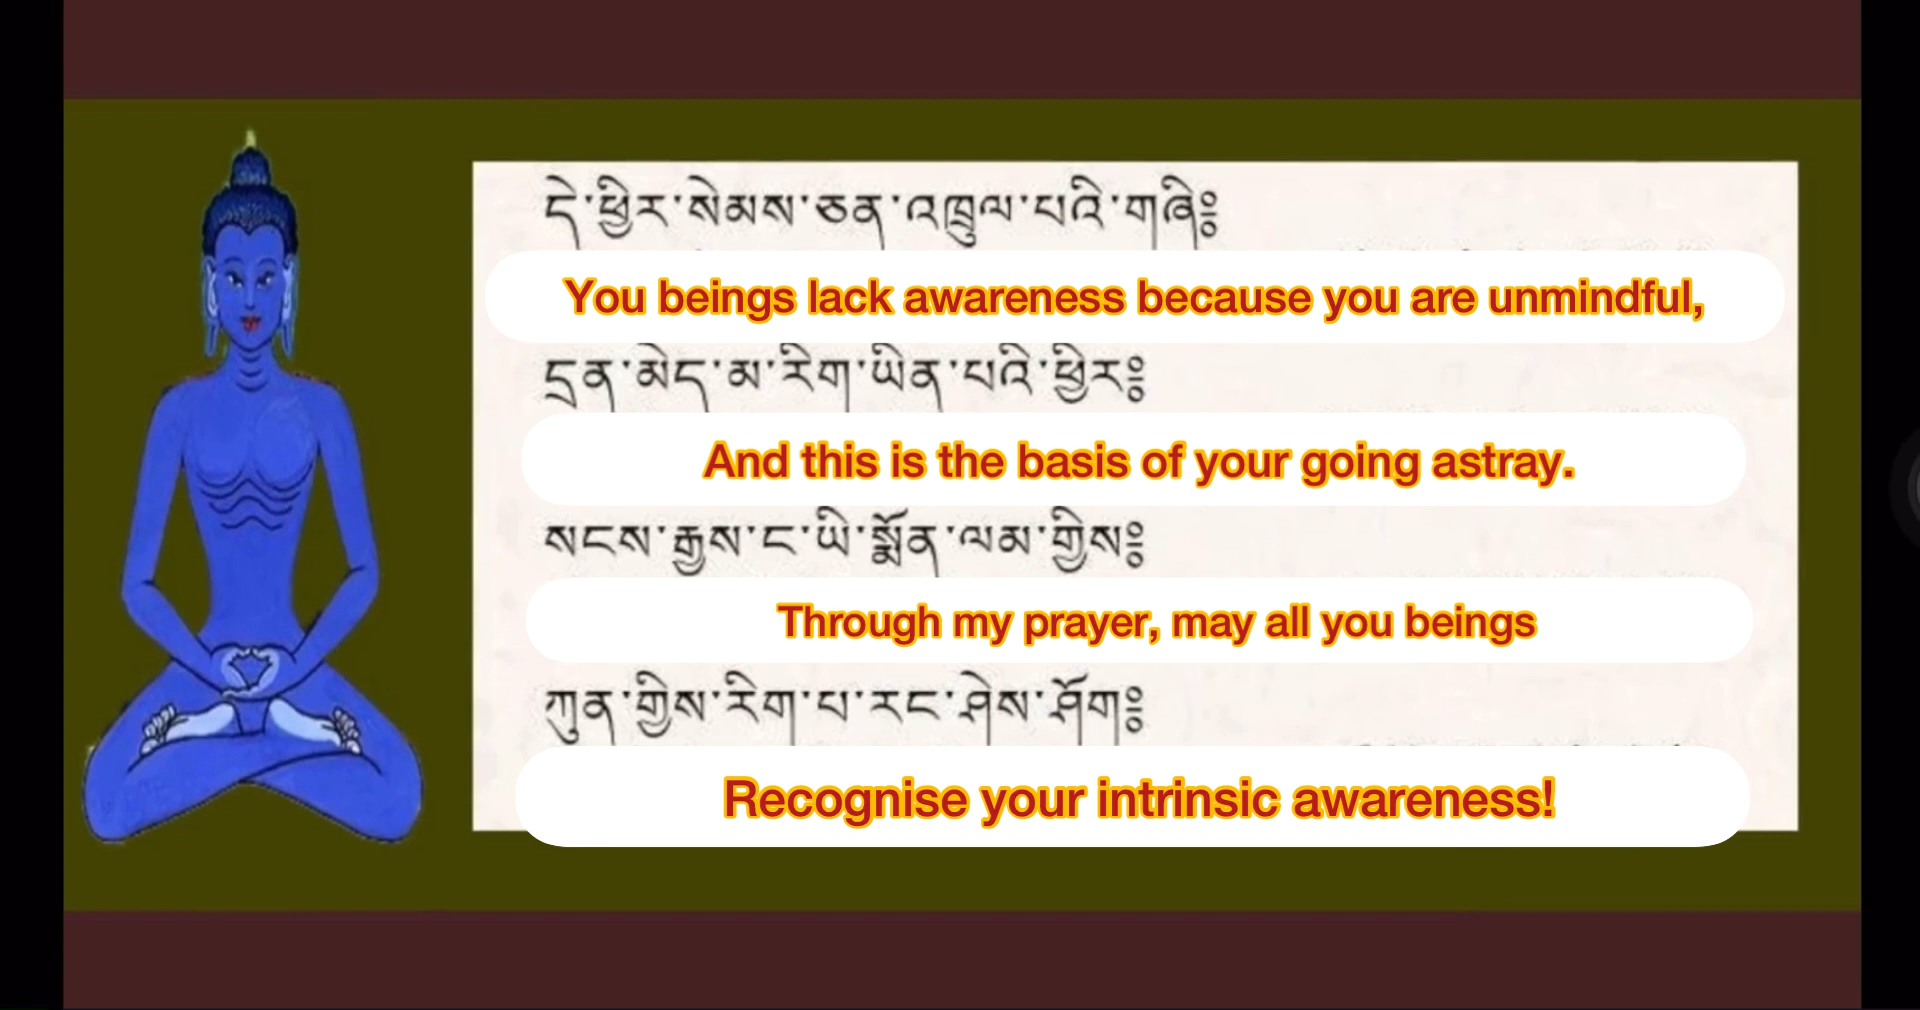 དེ་ཕྱིར་སེམས་ཅན་འཁྲུལ་པའི་གཞི༔
You beings lack awareness because you are unmindful,
དྲན་མེད་མ་རིག་ཡིན་པའི་ཕྱིར༔
And this is the basis of your going astray.
སངས་རྒྱས་ང་ཡི་སྨོན་ལམ་གྱིས༔
Through my prayer, may all you beings
ཀུན་གྱིས་རིག་པ་རང་ཤེས་ཤོག༔
Recognise your intrinsic awareness!